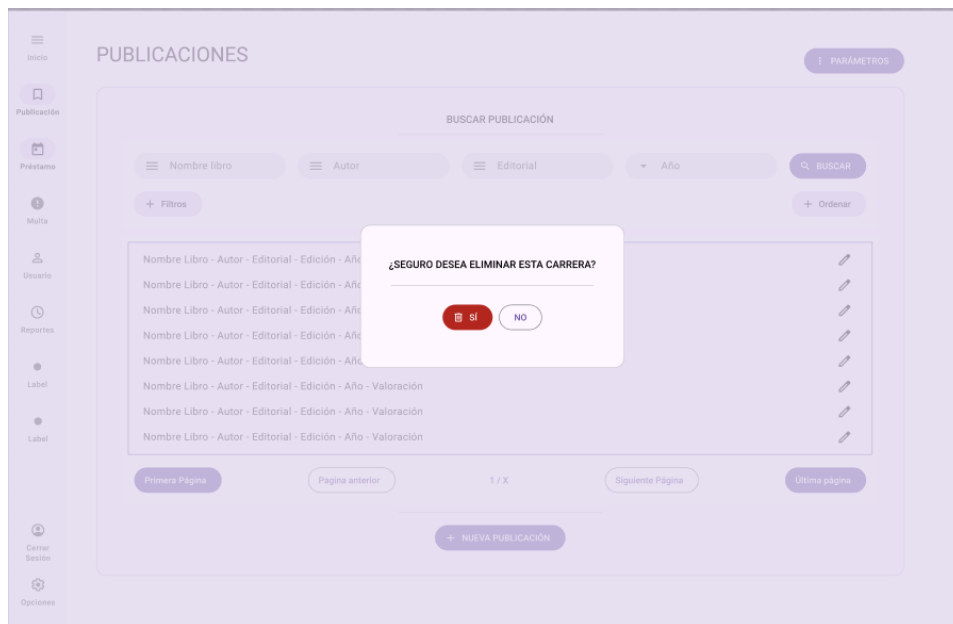 Inicio
PUBLICACIONES
PARÁMETROS
Publicación
BUSCAR PUBLICACIÓN
Préstamo
Nombre libro
Autor
Editorial
Año
BUSCAR
+ Filtros
+ Ordenar
Multa
Usuario
Reportes
Label
Label
Nombre Libro - Autor - Editorial - Edición - Año
Nombre Libro - Autor - Editorial - Edición - Año
Nombre Libro - Autor - Editorial - Edición - Año
Nombre Libro - Autor - Editorial - Edición - Año
Nombre Libro - Autor - Editorial - Edición - Año
Nombre Libro - Autor - Editorial - Edición - Año - Valoración
Nombre Libro - Autor - Editorial - Edición - Año - Valoración
Nombre Libro - Autor - Editorial - Edición - Año - Valoración
¿SEGURO DESEA ELIMINAR ESTA CARRERA?
SÍ
NO
Primera Página
Pagina anterior
1 / X
Siguiente Página
Última página
+ NUEVA PUBLICACIÓN
Cerrar
Sesión
Opciones